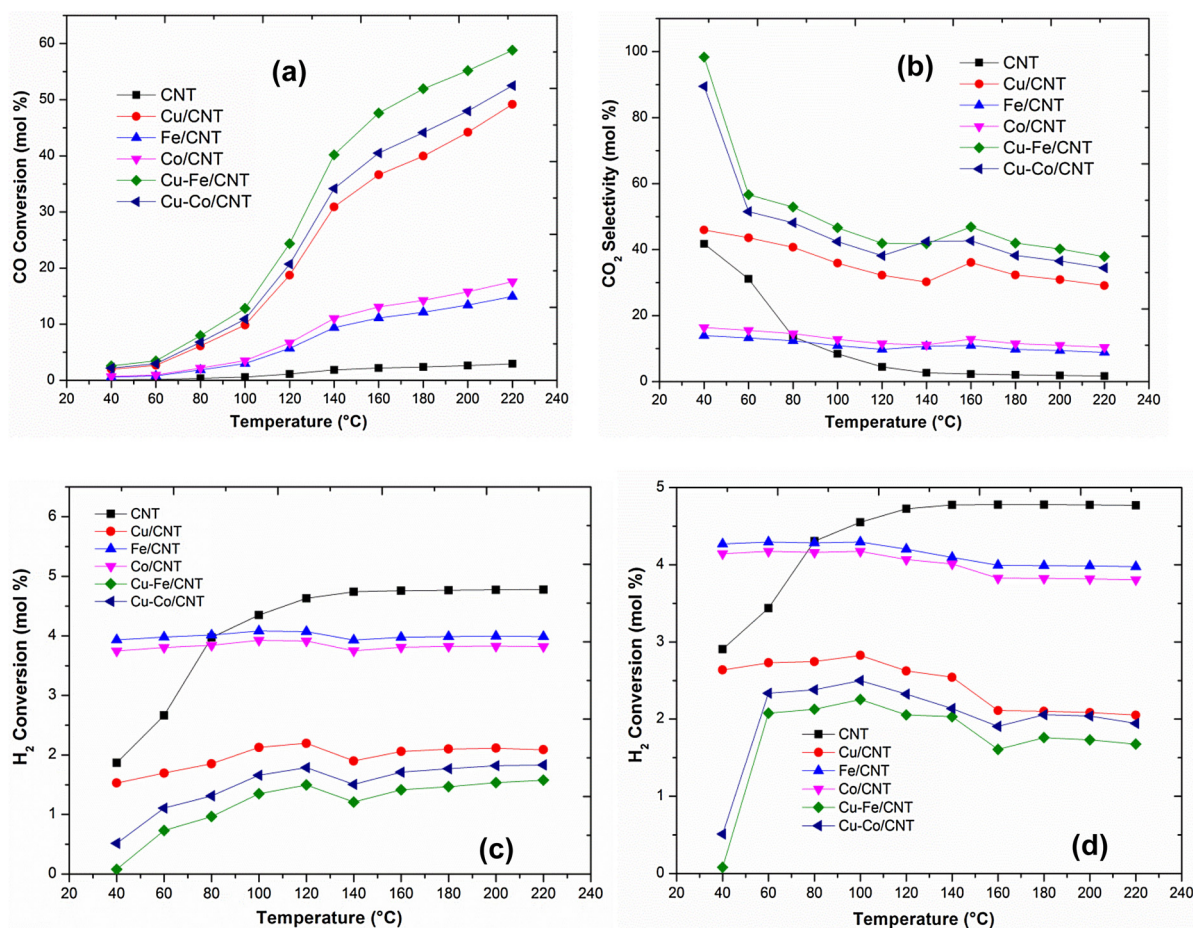 (a)
CO Conversion (mol %)
60
50
40
30
20
10
0
CNT
Cu/CNT
Fe/CNT
Co/CNT
Cu-Fe/CNT
Cu-Co/CNT
20 40 60 80 100 120 140 160 180 200 220 240
Temperature (°C)
(b)
CO2 Selectivity (mol %)
100
80
60
40
20
0
CNT
Cu/CNT
Fe/CNT
Co/CNT
Cu-Fe/CNT
Cu-Co/CNT
20 40 60 80 100 120 140 160 180 200 220 240
Temperature (°C)
(c)
H2 Conversion (mol %)
6
5
4
3
2
1
0
CNT
Cu/CNT
Fe/CNT
Co/CNT
Cu-Fe/CNT
Cu-Co/CNT
20 40 60 80 100 120 140 160 180 200 220 240
Temperature (°C)
(d)
H2 Conversion (mol %)
5
4
3
2
1
0
CNT
Cu/CNT
Fe/CNT
Co/CNT
Cu-Fe/CNT
Cu-Co/CNT
20 40 60 80 100 120 140 160 180 200 220 240
Temperature (°C)